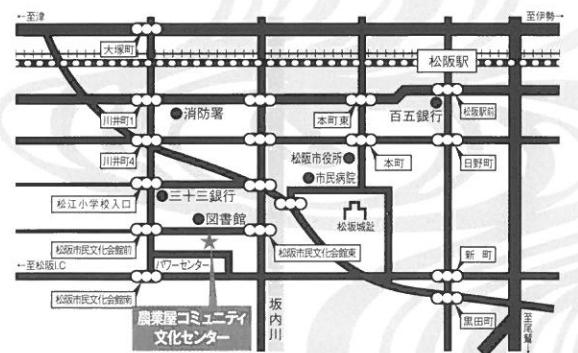 ←至津
至伊勢→
大塚町
松阪駅
川井町1
消防署
本町東
百五銀行
松阪駅前
川井町4
松阪市役所
本町
日野町
市民病院
松江小学校入口
三十三銀行
図書館
松坂城趾
松阪市民文化会館前
松阪市民文化会館東
新町
←至松阪I.C
パワーセンター
松阪市民文化会館南
坂内川
黒田町
農業屋コミュニティ
文化センター
至尾鷲→